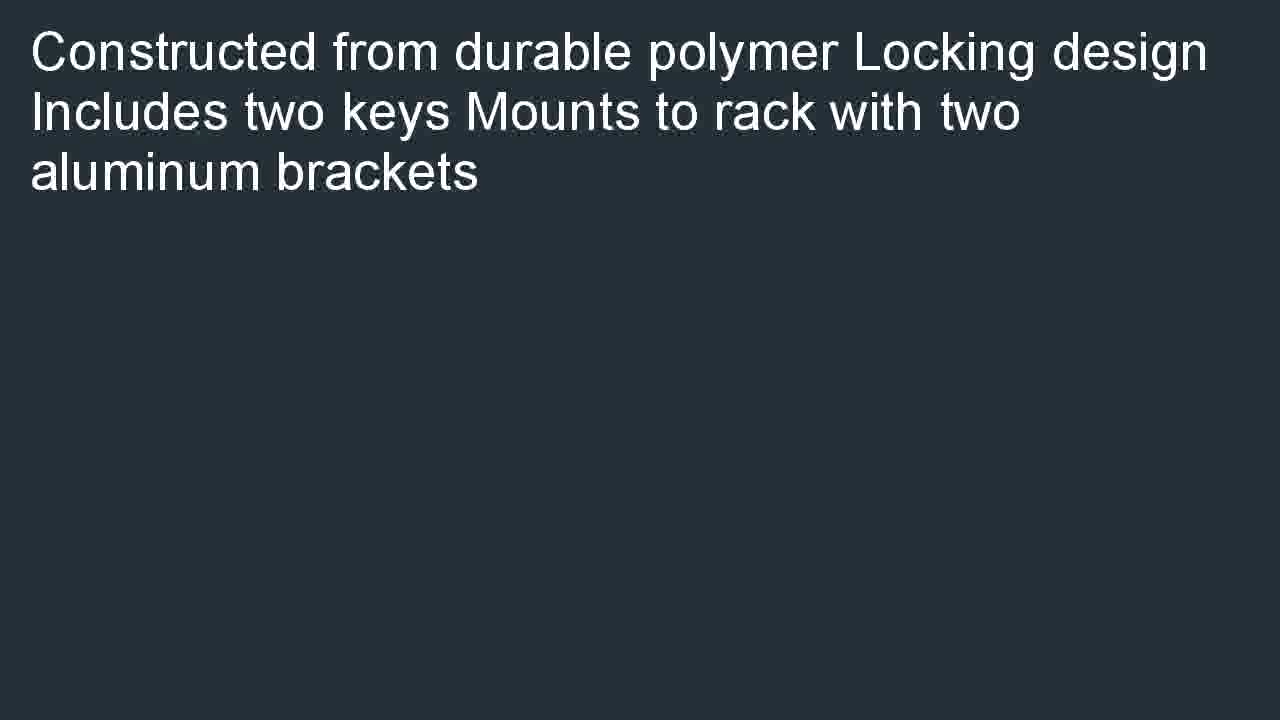 Constructed from durable polymer Locking design
Includes two keys Mounts to rack with two
aluminum brackets